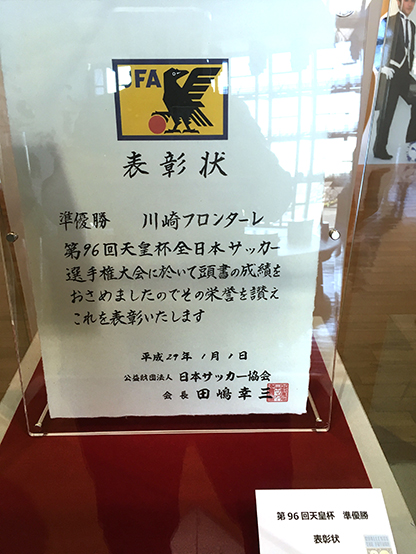 JFA
表彰状
準優勝 川崎フロンターレ
第96回天皇杯全日本サッカー
選手権大会に於いて頭書の成績を
おさめましたのでその栄誉を讃え
これを表彰いたします
平成29年1月1日
公益財団法人 日本サッカー協会
会長 田嶋幸三
第96回天皇杯 準優勝
表彰状